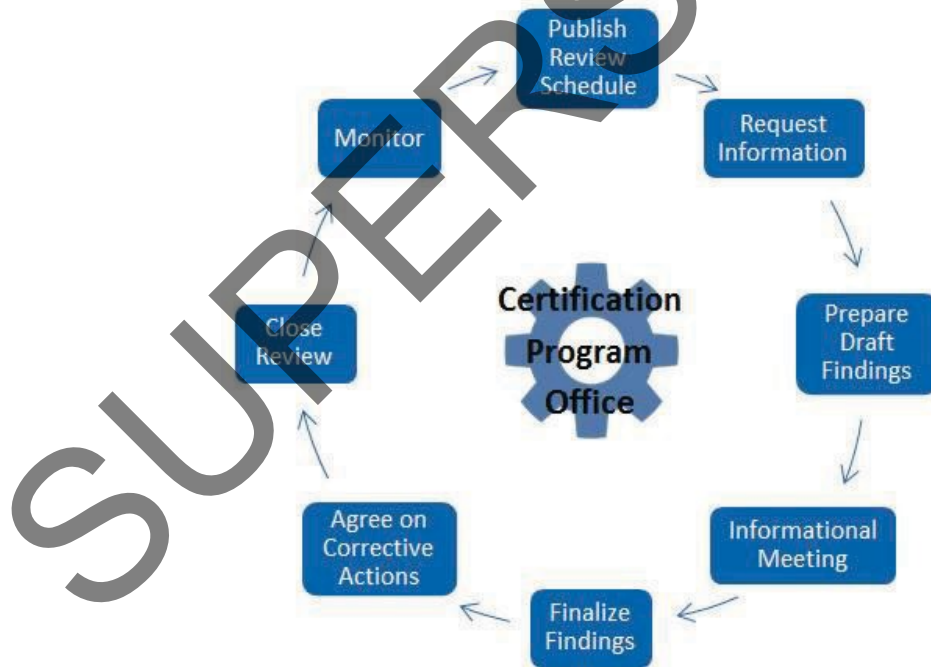 Publish
Review
Schedule
Request
Information
Prepare
Draft
Findings
Informational
Meeting
Finalize
Findings
Agree on
Corrective
Actions
Close
Review
Monitor
Certification
Program
Office
SUPERS